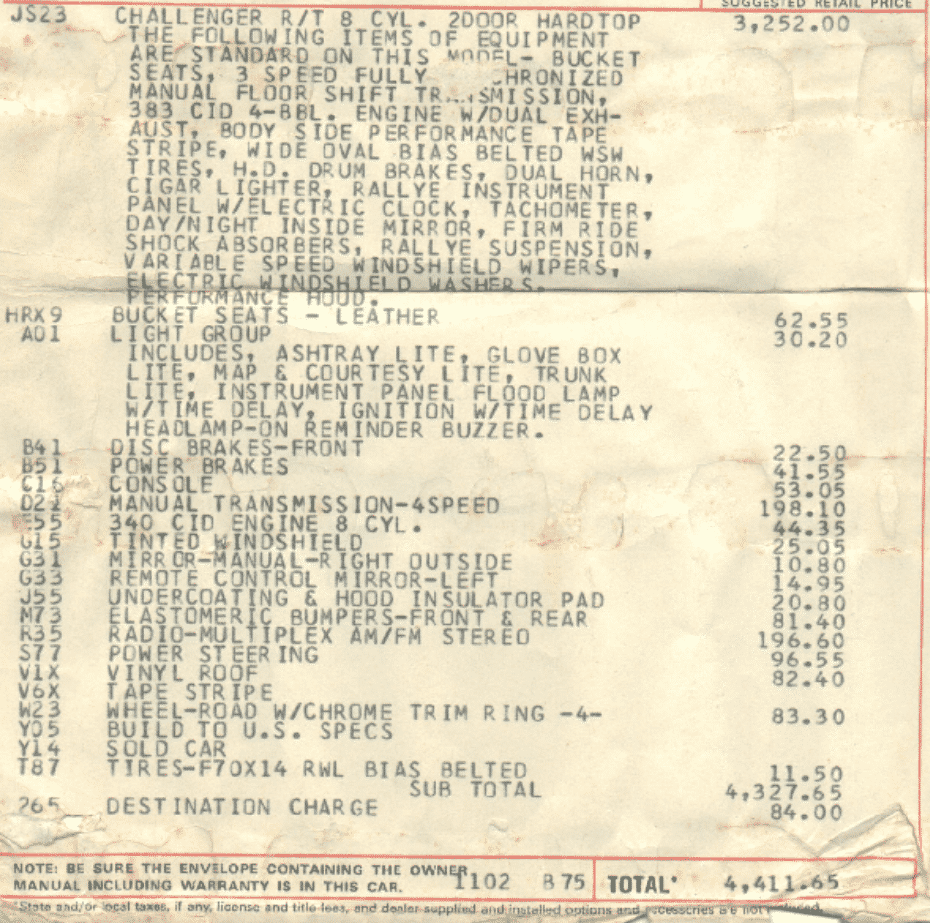 SUGGESTED RETAIL PRICE
JS23 CHALLENGER R/T 8 CYL. 2DOOR HARDTOP 3,252.00
THE FOLLOWING ITEMS OF EQUIPMENT
ARE STANDARD ON THIS MODEL- BUCKET
SEATS, 3 SPEED FULLY CHRONIZED
MANUAL FLOOR SHIFT TRANSMISSION,
383 CID 4-BBL. ENGINE W/DUAL EXH-
AUST, BODY SIDE PERFORMANCE TAPE
STRIPE, WIDE OVAL BIAS BELTED WSW
TIRES, H.D. DRUM BRAKES, DUAL HORN,
CIGAR LIGHTER, RALLYE INSTRUMENT
PANEL W/ELECTRIC CLOCK, TACHOMETER,
DAY/NIGHT INSIDE MIRROR, FIRM RIDE
SHOCK ABSORBERS, RALLYE SUSPENSION,
VARIABLE SPEED WINDSHIELD WIPERS,
ELECTRIC WINDSHIELD WASHERS.
PERFORMANCE HOOD.
HRX9 BUCKET SEATS - LEATHER 62.55
A01 LIGHT GROUP 30.20
INCLUDES, ASHTRAY LITE, GLOVE BOX
LITE, MAP & COURTESY LITE, TRUNK
LITE, INSTRUMENT PANEL FLOOD LAMP
W/TIME DELAY, IGNITION W/TIME DELAY
HEADLAMP-ON REMINDER BUZZER.
B41 DISC BRAKES-FRONT 22.50
B51 POWER BRAKES 41.55
C16 CONSOLE 53.05
D21 MANUAL TRANSMISSION-4SPEED 198.10
E55 340 CID ENGINE 8 CYL. 44.35
G15 TINTED WINDSHIELD 25.05
G31 MIRROR-MANUAL-RIGHT OUTSIDE 10.80
G33 REMOTE CONTROL MIRROR-LEFT 14.95
J55 UNDERCOATING & HOOD INSULATOR PAD 20.80
M73 ELASTOMERIC BUMPERS-FRONT & REAR 81.40
R35 RADIO-MULTIPLEX AM/FM STEREO 196.60
S77 POWER STEERING 96.55
V1X VINYL ROOF 82.40
V6X TAPE STRIPE
W23 WHEEL-ROAD W/CHROME TRIM RING -4- 83.30
Y05 BUILD TO U.S. SPECS
Y14 SOLD CAR
T87 TIRES-F70X14 RWL BIAS BELTED 11.50
SUB TOTAL 4,327.65
265 DESTINATION CHARGE 84.00
NOTE: BE SURE THE ENVELOPE CONTAINING THE OWNER
MANUAL INCLUDING WARRANTY IS IN THIS CAR. 1102 B75 TOTAL* 4,411.65
*State and/or local taxes, if any, license and title fees, and dealer supplied and installed options and accessories are not